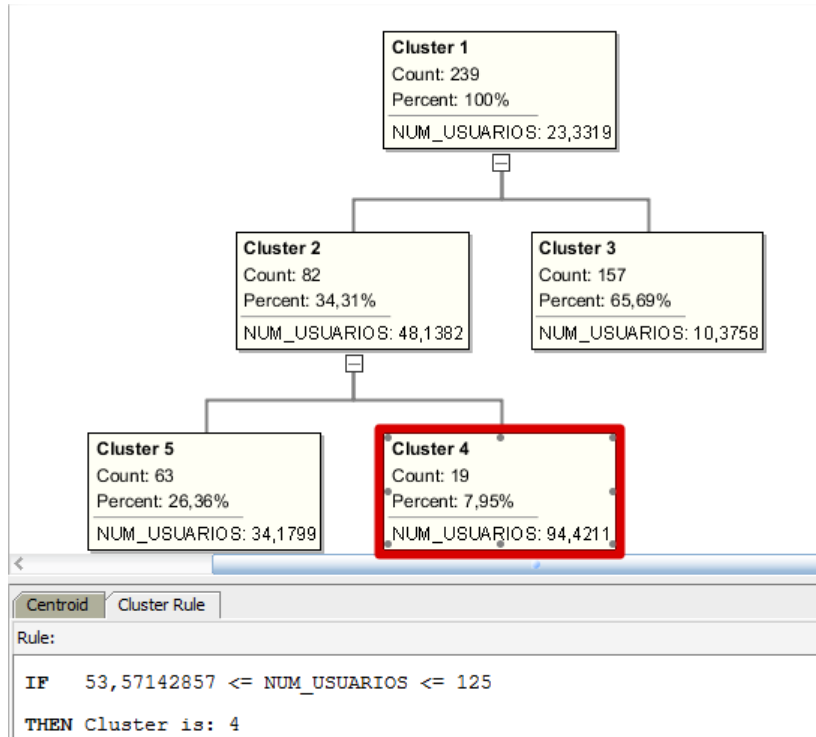 Cluster 1
Count: 239
Percent: 100%
NUM_USUARIOS: 23,3319
Cluster 2
Count: 82
Percent: 34,31%
NUM_USUARIOS: 48,1382
Cluster 3
Count: 157
Percent: 65,69%
NUM_USUARIOS: 10,3758
Cluster 5
Count: 63
Percent: 26,36%
NUM_USUARIOS: 34,1799
Cluster 4
Count: 19
Percent: 7,95%
NUM_USUARIOS: 94,4211
Centroid Cluster Rule
Rule:
IF 53,57142857 <= NUM_USUARIOS <= 125
THEN Cluster is: 4